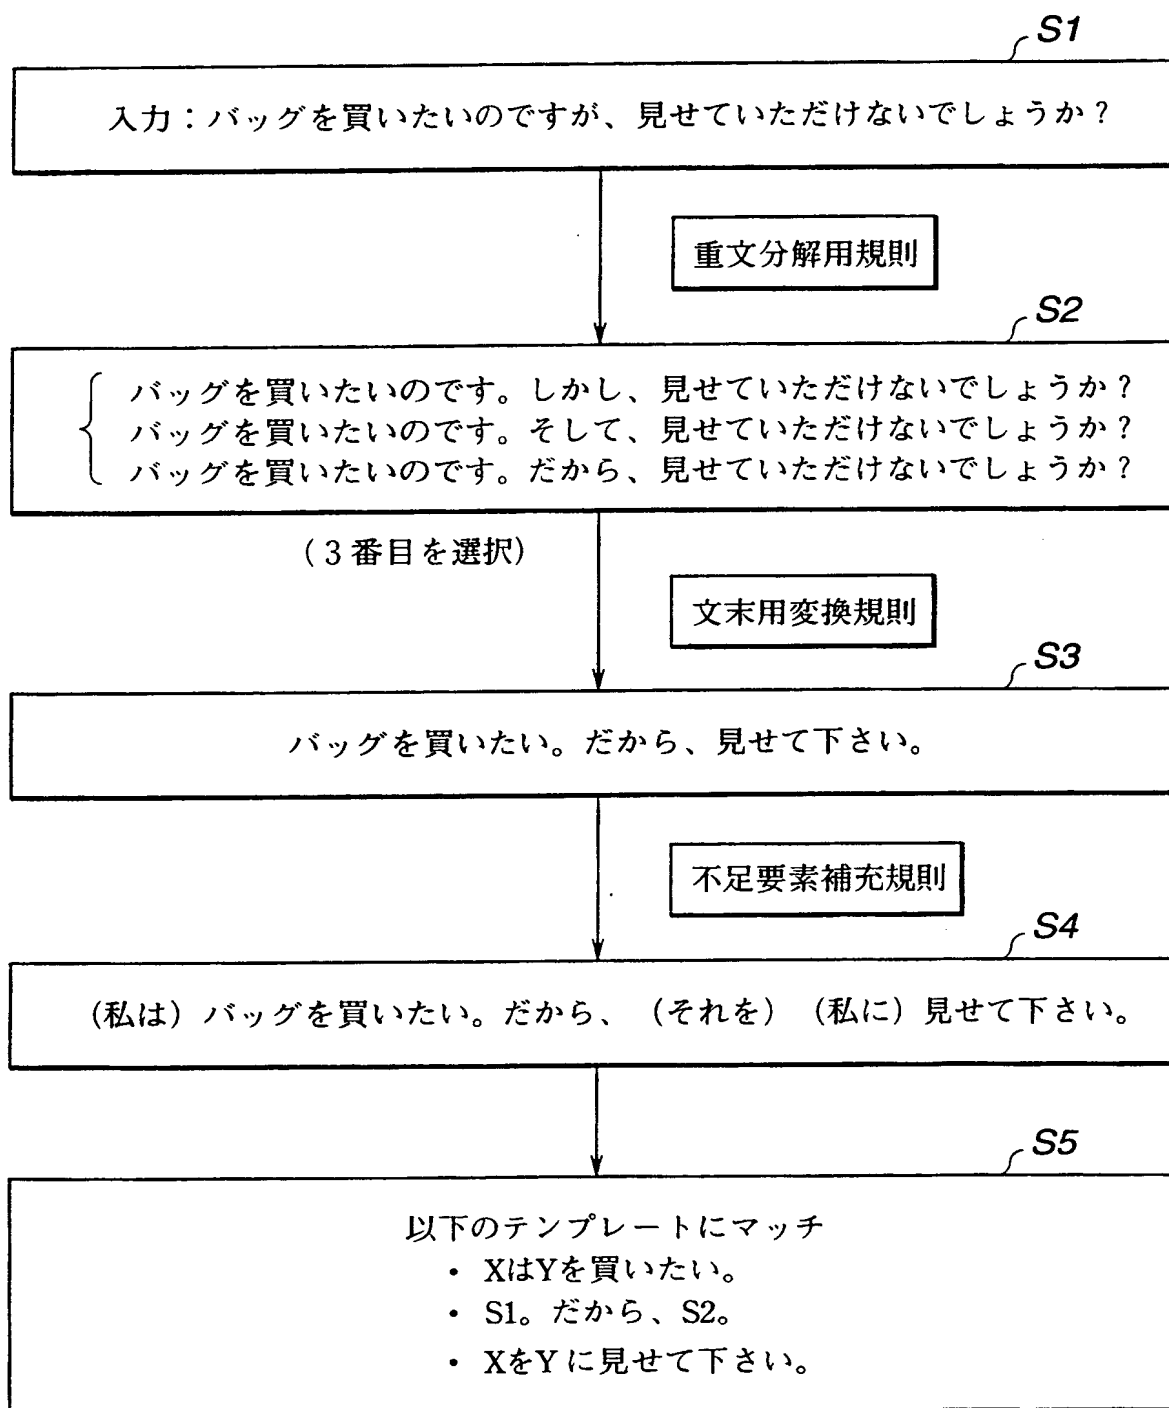 S1
入力：バッグを買いたいのですが、見せていただけないでしょうか？
重文分解用規則
S2
バッグを買いたいのです。しかし、見せていただけないでしょうか？
バッグを買いたいのです。そして、見せていただけないでしょうか？
バッグを買いたいのです。だから、見せていただけないでしょうか？
（3番目を選択）
文末用変換規則
S3
バッグを買いたい。だから、見せて下さい。
不足要素補充規則
S4
（私は）バッグを買いたい。だから、（それを）（私に）見せて下さい。
S5
以下のテンプレートにマッチ
・ XはYを買いたい。
・ S1。だから、S2。
・ XをYに見せて下さい。